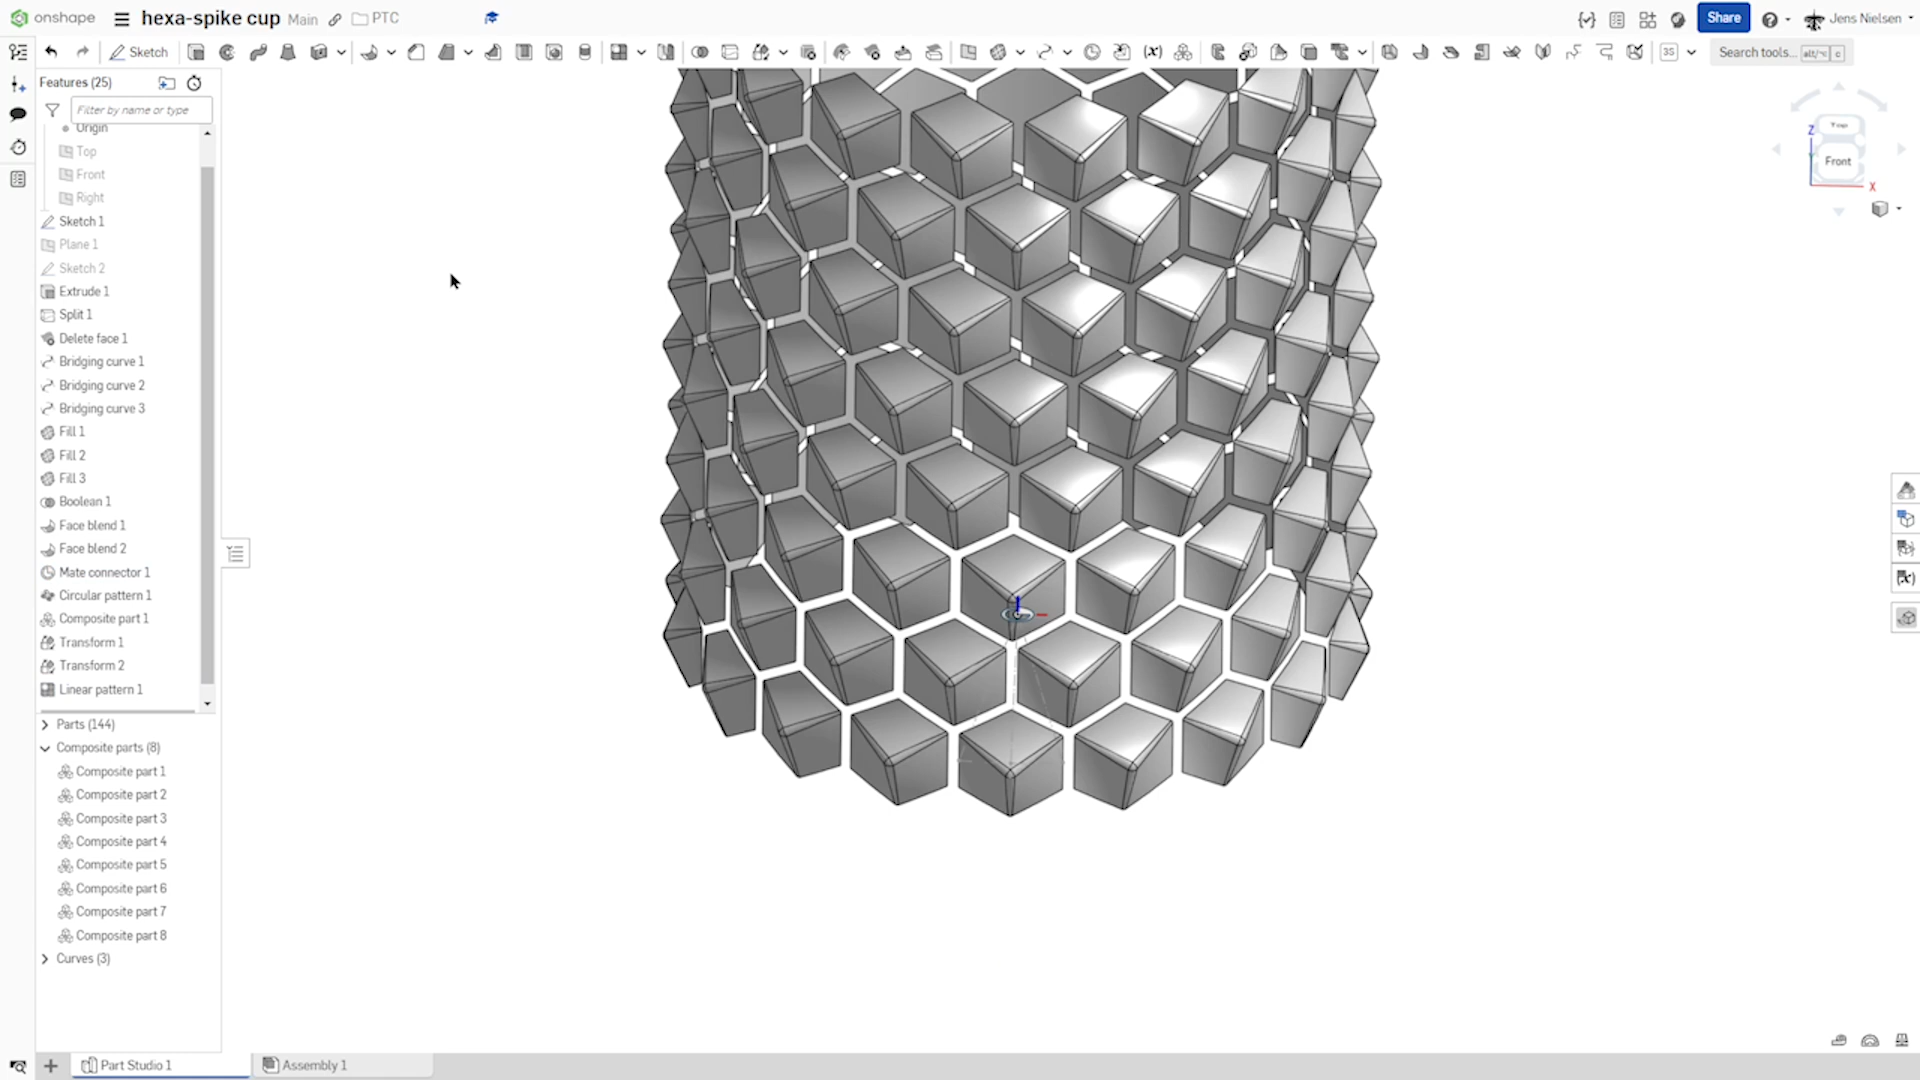 onshape
hexa-spike cup
Main
PTC
Share
Jens Nielsen
Sketch
3S
Search tools...
alt/⌥
c
Features (25)
Filter by name or type
Origin
Top
Front
Right
Sketch 1
Plane 1
Sketch 2
Extrude 1
Split 1
Delete face 1
Bridging curve 1
Bridging curve 2
Bridging curve 3
Fill 1
Fill 2
Fill 3
Boolean 1
Face blend 1
Face blend 2
Mate connector 1
Circular pattern 1
Composite part 1
Transform 1
Transform 2
Linear pattern 1
Parts (144)
Composite parts (8)
Composite part 1
Composite part 2
Composite part 3
Composite part 4
Composite part 5
Composite part 6
Composite part 7
Composite part 8
Curves (3)
Top
Z
Front
X
Part Studio 1
Assembly 1